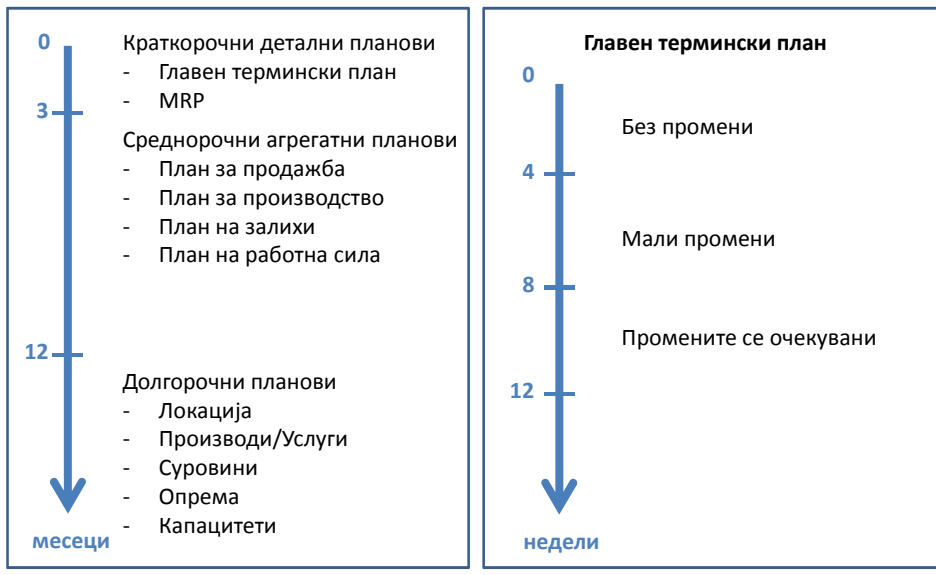 0
Краткорочни детални планови
- Главен термински план
- MRP
3
Среднорочни агрегатни планови
- План за продажба
- План за производство
- План на залихи
- План на работна сила
12
Долгорочни планови
- Локација
- Производи/Услуги
- Суровини
- Опрема
- Капацитети
месеци
Главен термински план
0
Без промени
4
Мали промени
8
Промените се очекувани
12
недели